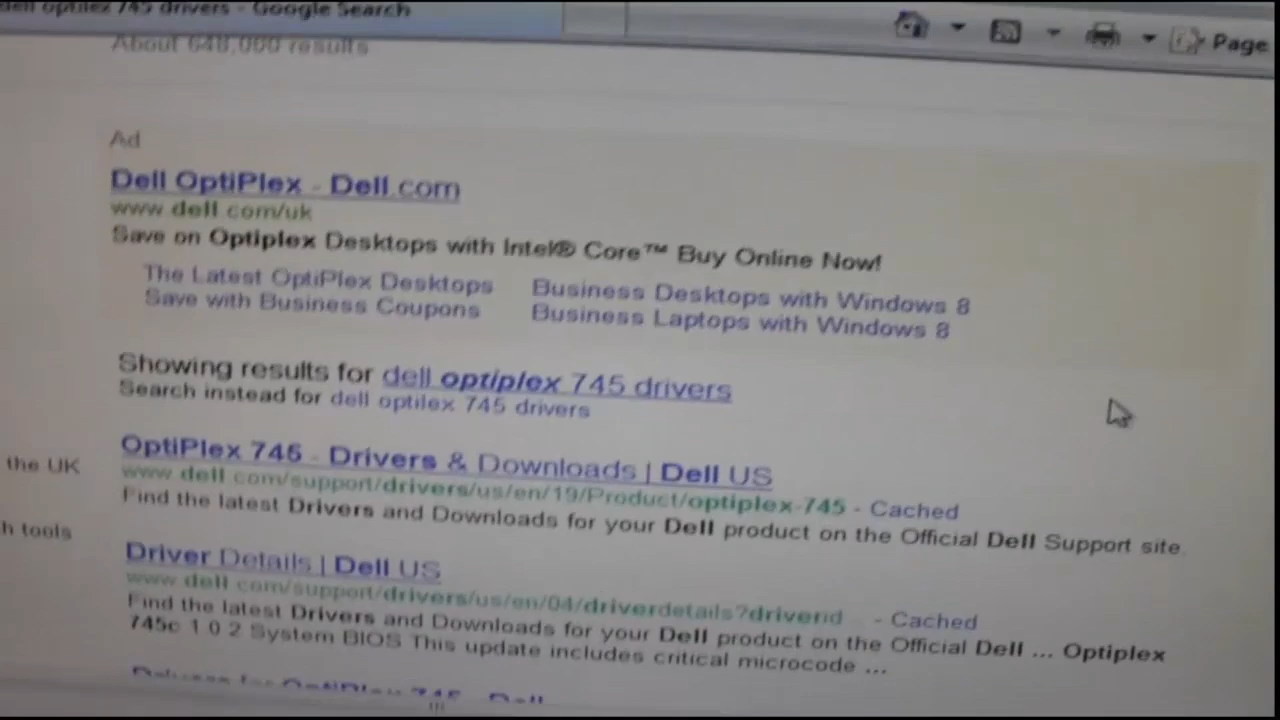 dell optilex 745 drivers - Google Search
Page
About 648,000 results
Ad
Dell OptiPlex - Dell.com
www.dell.com/uk
Save on Optiplex Desktops with Intel® Core™ Buy Online Now!
The Latest OptiPlex Desktops Business Desktops with Windows 8
Save with Business Coupons Business Laptops with Windows 8
Showing results for dell optiplex 745 drivers
Search instead for dell optilex 745 drivers
OptiPlex 745 - Drivers & Downloads | Dell US
the UK
www.dell.com/support/drivers/us/en/19/Product/optiplex-745 - Cached
Find the latest Drivers and Downloads for your Dell product on the Official Dell Support site.
h tools
Driver Details | Dell US
www.dell.com/support/drivers/us/en/04/driverdetails?driverid... - Cached
Find the latest Drivers and Downloads for your Dell product on the Official Dell ... Optiplex
745c 1 0 2 System BIOS This update includes critical microcode ...
Drivers for OptiPlex 745 - Dell